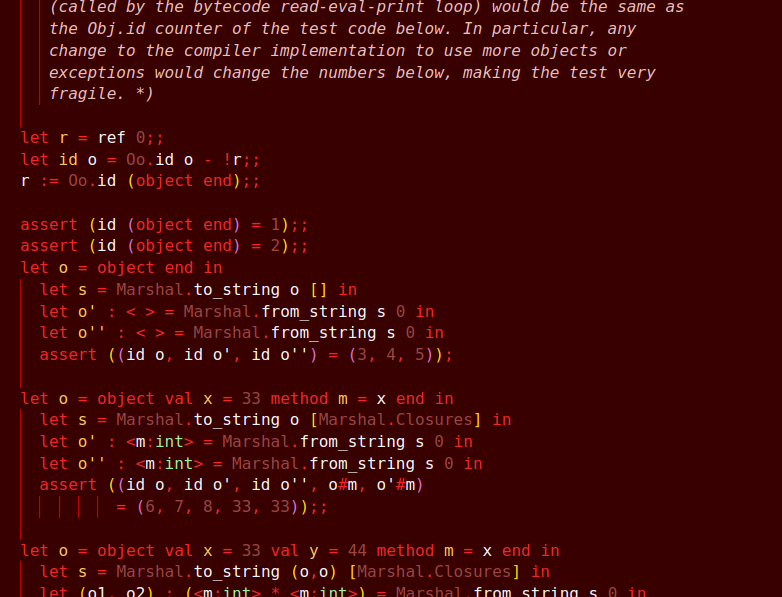 (called by the bytecode read-eval-print loop) would be the same as
the Obj.id counter of the test code below. In particular, any
change to the compiler implementation to use more objects or
exceptions would change the numbers below, making the test very
fragile. *)
let r = ref 0;;
let id o = Oo.id o - !r;;
r := Oo.id (object end);;
assert (id (object end) = 1);;
assert (id (object end) = 2);;
let o = object end in
let s = Marshal.to_string o [] in
let o' : < > = Marshal.from_string s 0 in
let o'' : < > = Marshal.from_string s 0 in
assert ((id o, id o', id o'') = (3, 4, 5));
let o = object val x = 33 method m = x end in
let s = Marshal.to_string o [Marshal.Closures] in
let o' : <m:int> = Marshal.from_string s 0 in
let o'' : <m:int> = Marshal.from_string s 0 in
assert ((id o, id o', id o'', o#m, o'#m)
= (6, 7, 8, 33, 33));;
let o = object val x = 33 val y = 44 method m = x end in
let s = Marshal.to_string (o,o) [Marshal.Closures] in
let (o1, o2) : (<m:int> * <m:int>) = Marshal.from_string s 0 in